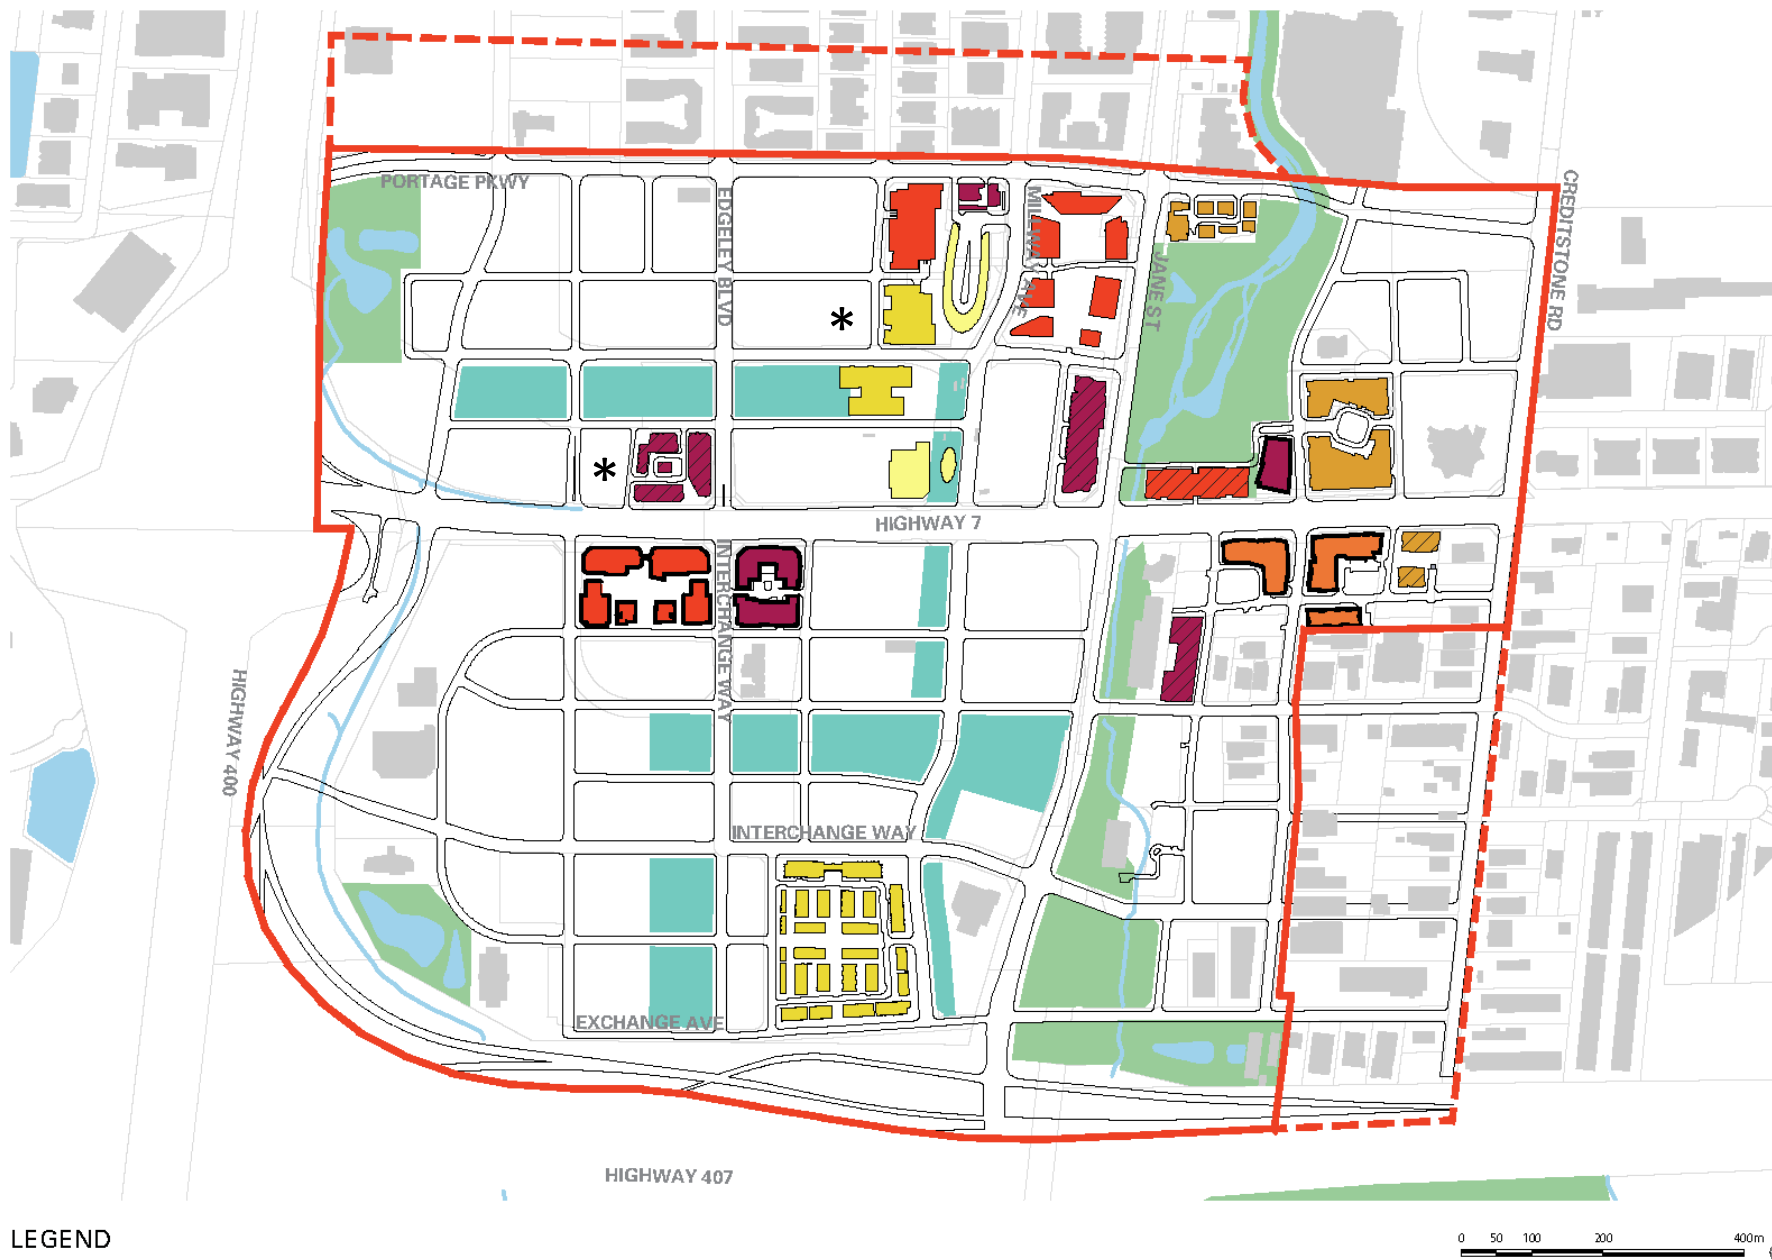 PORTAGE PKWY
EDGELEY BLVD
MILLWAY AVE
JANE ST
CREDITSTONE RD
*
*
HIGHWAY 7
INTERCHANGE WAY
HIGHWAY 400
INTERCHANGE WAY
EXCHANGE AVE
HIGHWAY 407
LEGEND
0 50 100 200 400m